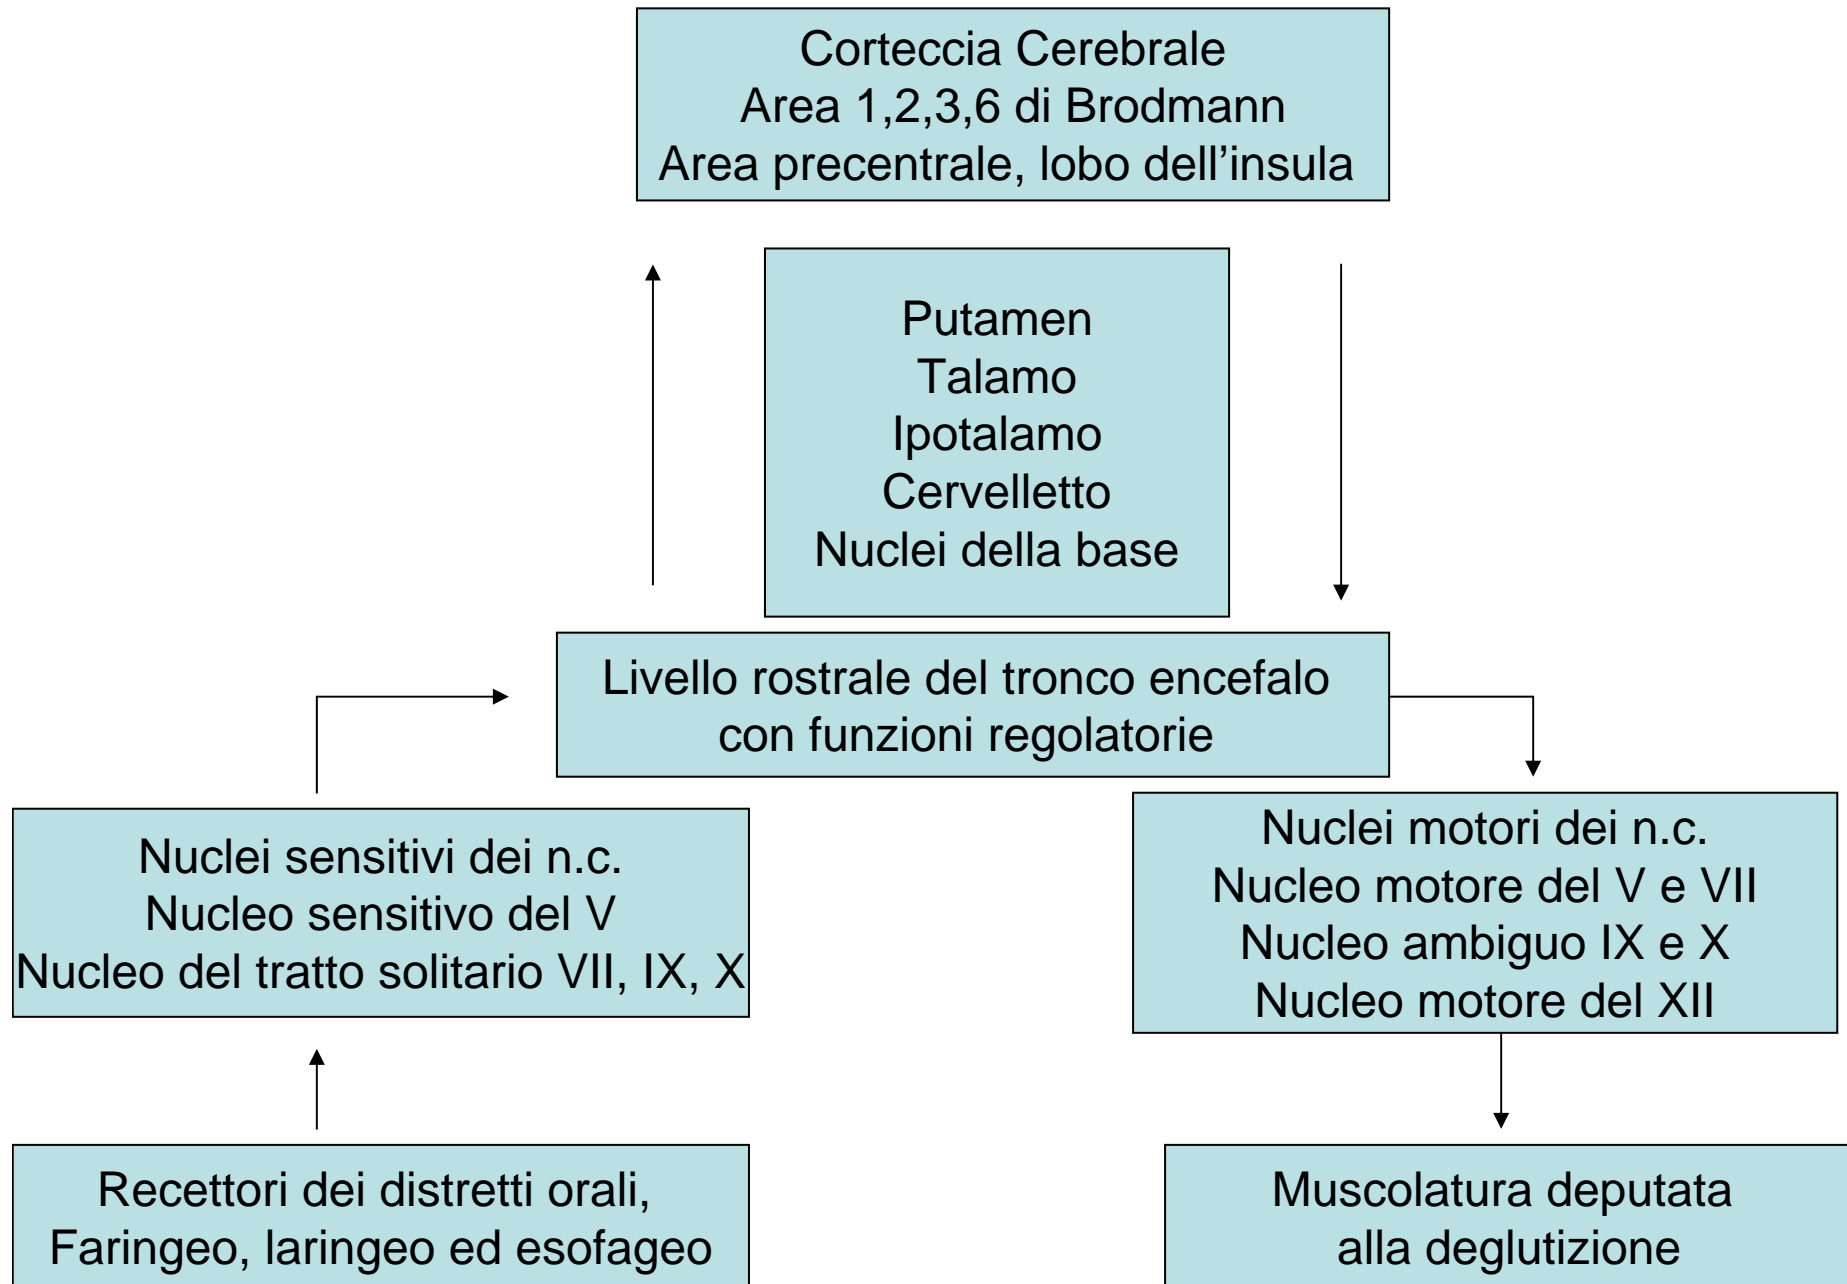 Corteccia Cerebrale
Area 1,2,3,6 di Brodmann
Area precentrale, lobo dell’insula
Putamen
Talamo
Ipotalamo
Cervelletto
Nuclei della base
Livello rostrale del tronco encefalo
con funzioni regolatorie
Nuclei sensitivi dei n.c.
Nucleo sensitivo del V
Nucleo del tratto solitario VII, IX, X
Nuclei motori dei n.c.
Nucleo motore del V e VII
Nucleo ambiguo IX e X
Nucleo motore del XII
Recettori dei distretti orali,
Faringeo, laringeo ed esofageo
Muscolatura deputata
alla deglutizione